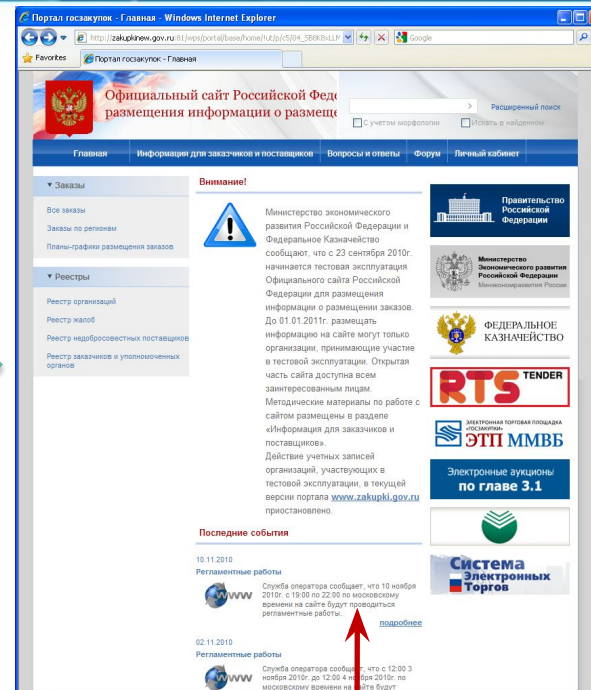 Портал госзакупок - Главная - Windows Internet Explorer
http://zakupkinew.gov.ru:81/wps/portal/base/home/!ut/p/c5/
Google
Favorites
Портал госзакупок - Главная
Официальный сайт Российской Феде
размещения информации о размеще
Расширенный поиск
С учетом морфологии
Искать в найденном
Главная
Информация для заказчиков и поставщиков
Вопросы и ответы
Форум
Личный кабинет
Заказы
Все заказы
Заказы по регионам
Планы-графики размещения заказов
Реестры
Реестр организаций
Реестр жалоб
Реестр недобросовестных поставщиков
Реестр заказчиков и уполномоченных
органов
Внимание!
Министерство экономического
развития Российской Федерации и
Федеральное Казначейство
сообщают, что с 23 сентября 2010г.
начинается тестовая эксплуатация
Официального сайта Российской
Федерации для размещения
информации о размещении заказов.
До 01.01.2011г. размещать
информацию на сайте могут только
организации, принимающие участие
в тестовой эксплуатации. Открытая
часть сайта доступна всем
заинтересованным лицам.
Методические материалы по работе с
сайтом размещены в разделе
«Информация для заказчиков и
поставщиков».
Действие учетных записей
организаций, участвующих в
тестовой эксплуатации, в текущей
версии портала www.zakupki.gov.ru
приостановлено.
Последние события
10.11.2010
Регламентные работы
www
Служба оператора сообщает, что 10 ноября
2010г. с 19:00 по 22:00 по московскому
времени на сайте будут проводиться
регламентные работы.
подробнее
02.11.2010
Регламентные работы
www
Служба оператора сообщает, что с 12:00 3
ноября 2010г. до 12:00 4 ноября 2010г. по
московскому времени на сайте будут
Правительство
Российской
Федерации
Министерство
Экономического развития
Российской Федерации
Минэкономразвития России
ФЕДЕРАЛЬНОЕ
КАЗНАЧЕЙСТВО
RTS TENDER
ЭЛЕКТРОННАЯ ТОРГОВАЯ ПЛОЩАДКА
«ГОСЗАКУПКИ»
ЭТП ММВБ
Электронные аукционы
по главе 3.1
Система
Электронных
Торгов